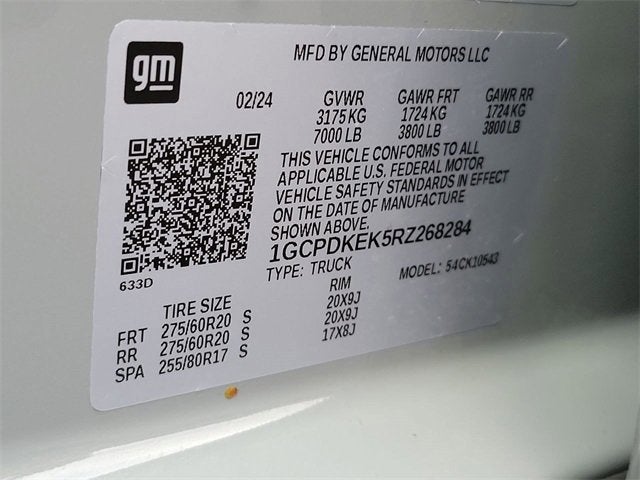 gm
MFD BY GENERAL MOTORS LLC
02/24 GVWR GAWR FRT GAWR RR
3175 KG 1724 KG 1724 KG
7000 LB 3800 LB 3800 LB
THIS VEHICLE CONFORMS TO ALL
APPLICABLE U.S. FEDERAL MOTOR
VEHICLE SAFETY STANDARDS IN EFFECT
ON THE DATE OF MANUFACTURE
SHOWN ABOVE.
1GCPDKEK5RZ268284
633D TYPE: TRUCK MODEL: 54CK10543
TIRE SIZE RIM
FRT 275/60R20 S 20X9J
RR 275/60R20 S 20X9J
SPA 255/80R17 S 17X8J